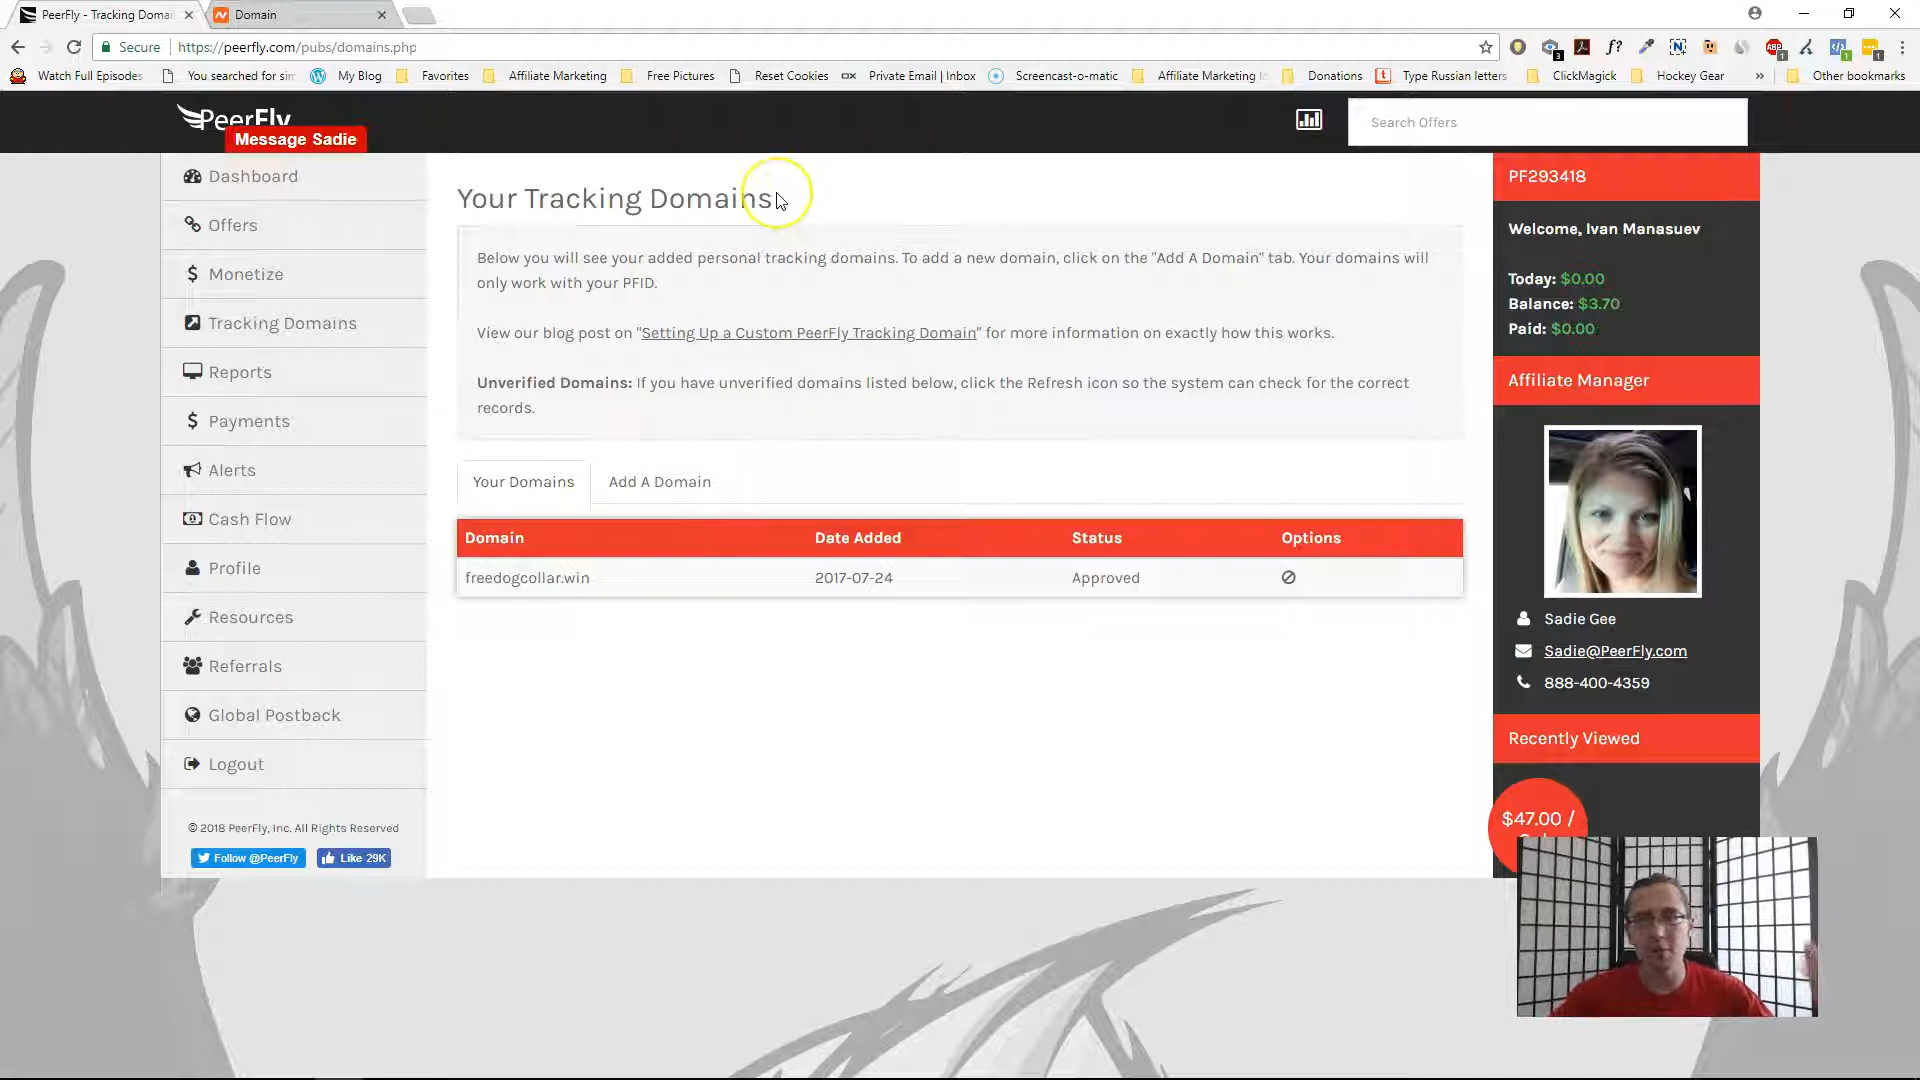 PeerFly - Tracking Domai
Domain
Secure
https://peerfly.com/pubs/domains.php
Watch Full Episodes
You searched for sim
My Blog
Favorites
Affiliate Marketing
Free Pictures
Reset Cookies
Private Email | Inbox
Screencast-o-matic
Affiliate Marketing
Donations
Type Russian letters
ClickMagick
Hockey Gear
Other bookmarks
PeerFly
Message Sadie
Search Offers
Dashboard
Offers
Monetize
Tracking Domains
Reports
Payments
Alerts
Cash Flow
Profile
Resources
Referrals
Global Postback
Logout
© 2018 PeerFly, Inc. All Rights Reserved
Follow @PeerFly
Like 29K
Your Tracking Domains
Below you will see your added personal tracking domains. To add a new domain, click on the "Add A Domain" tab. Your domains will
only work with your PFID.
View our blog post on "Setting Up a Custom PeerFly Tracking Domain" for more information on exactly how this works.
Unverified Domains: If you have unverified domains listed below, click the Refresh icon so the system can check for the correct
records.
Your Domains
Add A Domain
Domain Date Added Status Options
freedogcollar.win 2017-07-24 Approved
PF293418
Welcome, Ivan Manasuev
Today: $0.00
Balance: $3.70
Paid: $0.00
Affiliate Manager
Sadie Gee
Sadie@PeerFly.com
888-400-4359
Recently Viewed
$47.00 /